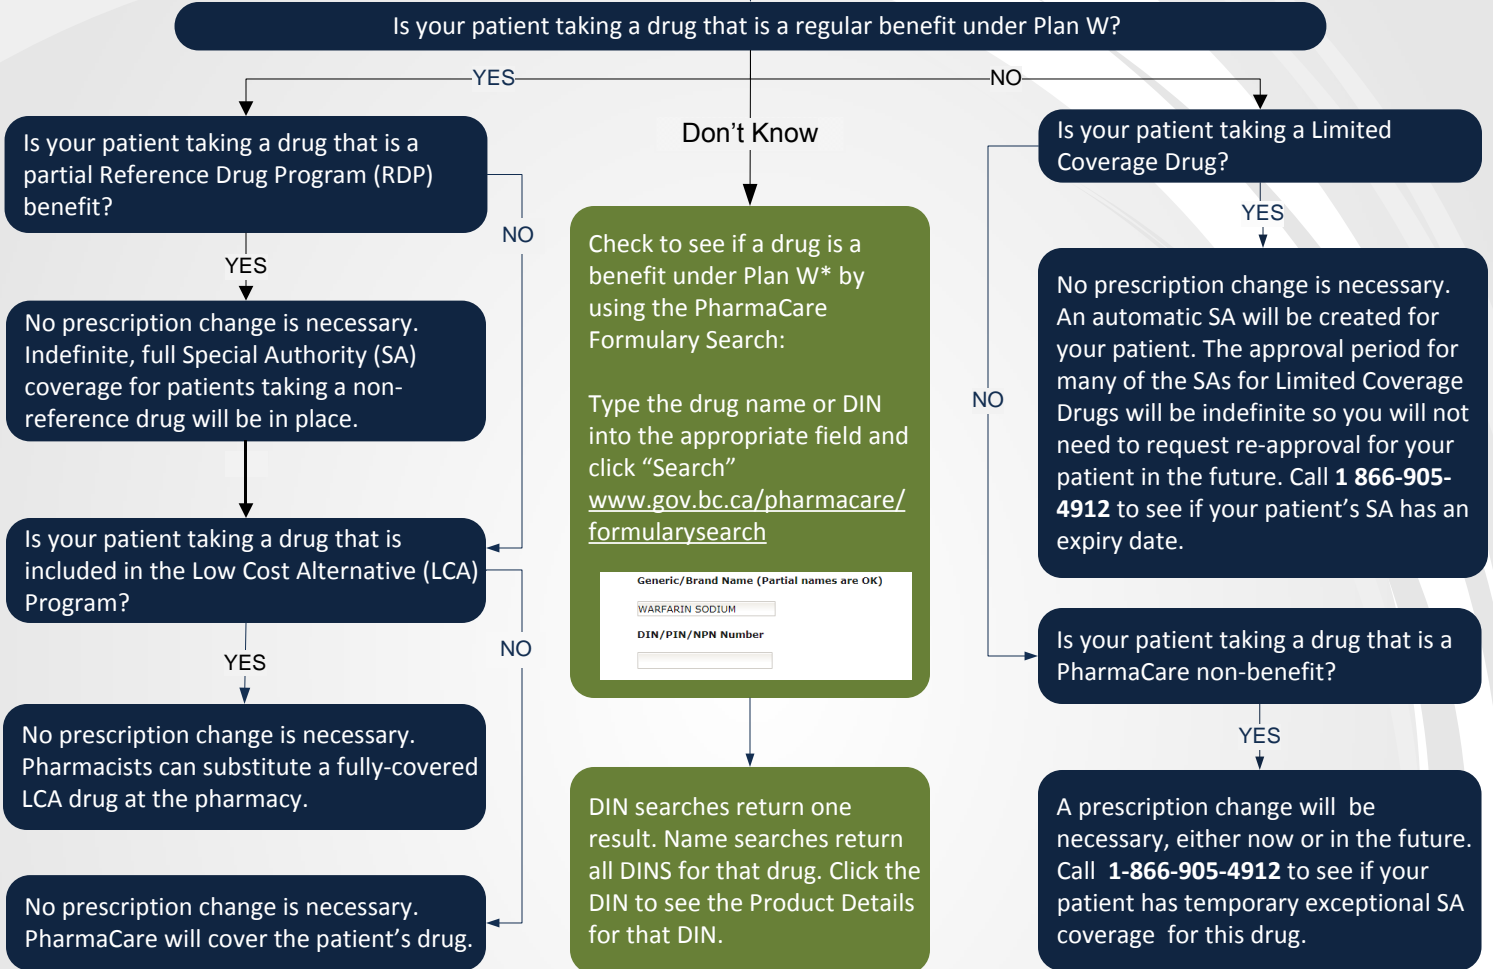 Is your patient taking a drug that is a regular benefit under Plan W?
YES
NO
Don't Know
Is your patient taking a drug that is a
partial Reference Drug Program (RDP)
benefit?
NO
YES
No prescription change is necessary.
Indefinite, full Special Authority (SA)
coverage for patients taking a non-
reference drug will be in place.
Is your patient taking a drug that is
included in the Low Cost Alternative (LCA)
Program?
NO
YES
No prescription change is necessary.
Pharmacists can substitute a fully-covered
LCA drug at the pharmacy.
No prescription change is necessary.
PharmaCare will cover the patient's drug.
Check to see if a drug is a
benefit under Plan W* by
using the PharmaCare
Formulary Search:
Type the drug name or DIN
into the appropriate field and
click “Search”
www.gov.bc.ca/pharmacare/
formularysearch
Generic/Brand Name (Partial names are OK)
WARFARIN SODIUM
DIN/PIN/NPN Number
DIN searches return one
result. Name searches return
all DINS for that drug. Click the
DIN to see the Product Details
for that DIN.
Is your patient taking a Limited
Coverage Drug?
YES
NO
No prescription change is necessary.
An automatic SA will be created for
your patient. The approval period for
many of the SAs for Limited Coverage
Drugs will be indefinite so you will not
need to request re-approval for your
patient in the future. Call 1 866-905-
4912 to see if your patient's SA has an
expiry date.
Is your patient taking a drug that is a
PharmaCare non-benefit?
YES
A prescription change will be
necessary, either now or in the future.
Call 1-866-905-4912 to see if your
patient has temporary exceptional SA
coverage for this drug.